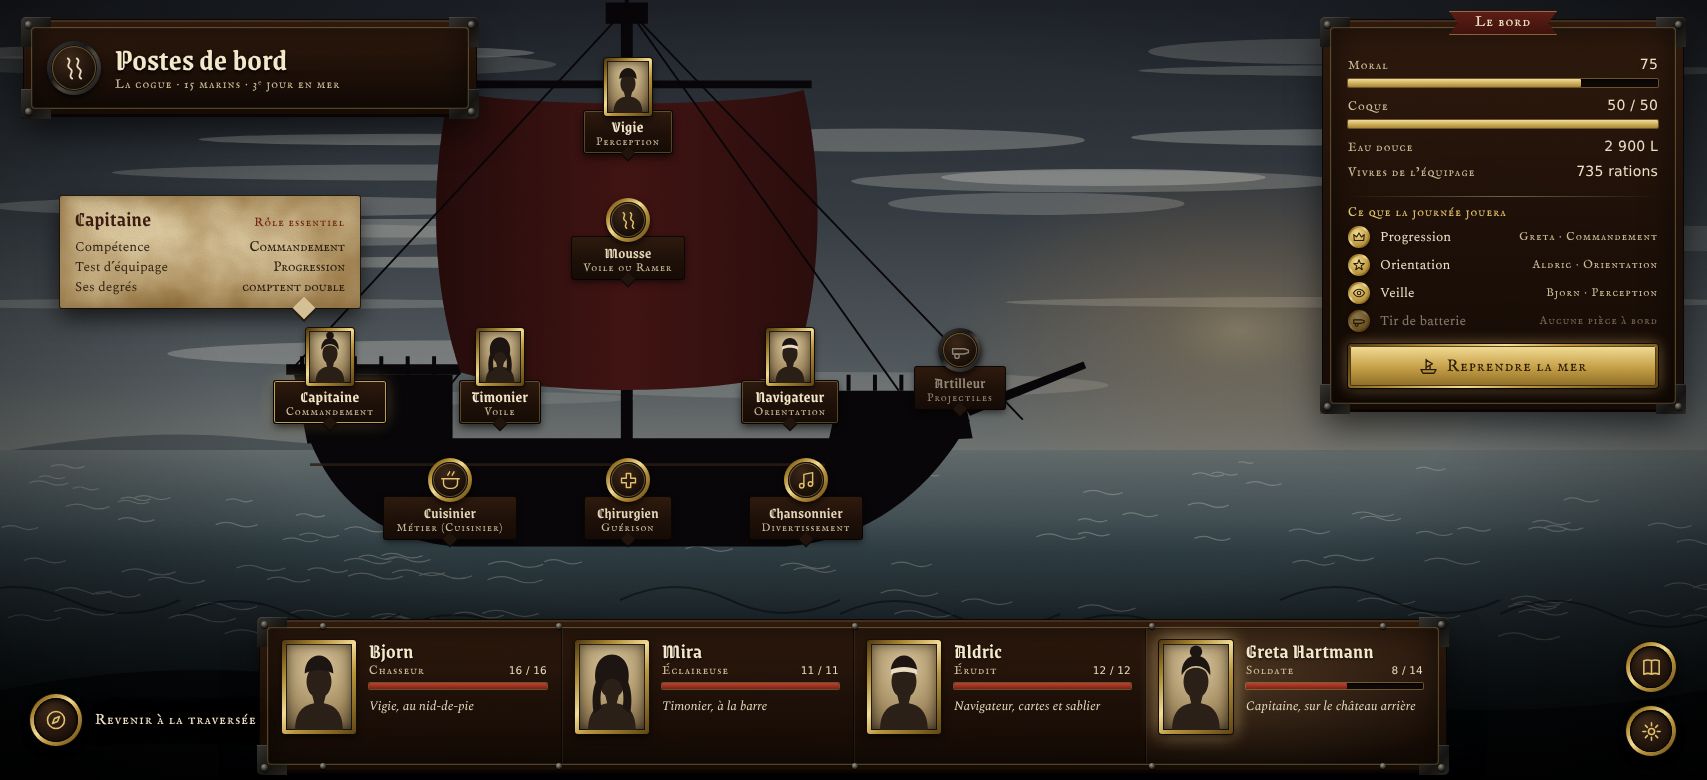 Postes de bord
La cogue · 15 marins · 3ᵉ jour en mer
Le bord
Moral 75
Coque 50 / 50
Eau douce 2 900 L
Vivres de l'équipage 735 rations
Ce que la journée jouera
Progression Greta · Commandement
Orientation Aldric · Orientation
Veille Bjorn · Perception
Tir de batterie Aucune pièce à bord
Reprendre la mer
Vigie
Perception
Mousse
Voile ou Ramer
Capitaine Rôle essentiel
Compétence Commandement
Test d'équipage Progression
Ses degrés comptent double
Capitaine
Commandement
Timonier
Voile
Navigateur
Orientation
Artilleur
Projectiles
Cuisinier
Métier (Cuisinier)
Chirurgien
Guérison
Chansonnier
Divertissement
Bjorn
Chasseur 16 / 16
Vigie, au nid-de-pie
Mira
Éclaireuse 11 / 11
Timonier, à la barre
Aldric
Érudit 12 / 12
Navigateur, cartes et sablier
Greta Hartmann
Soldate 8 / 14
Capitaine, sur le château arrière
Revenir à la traversée